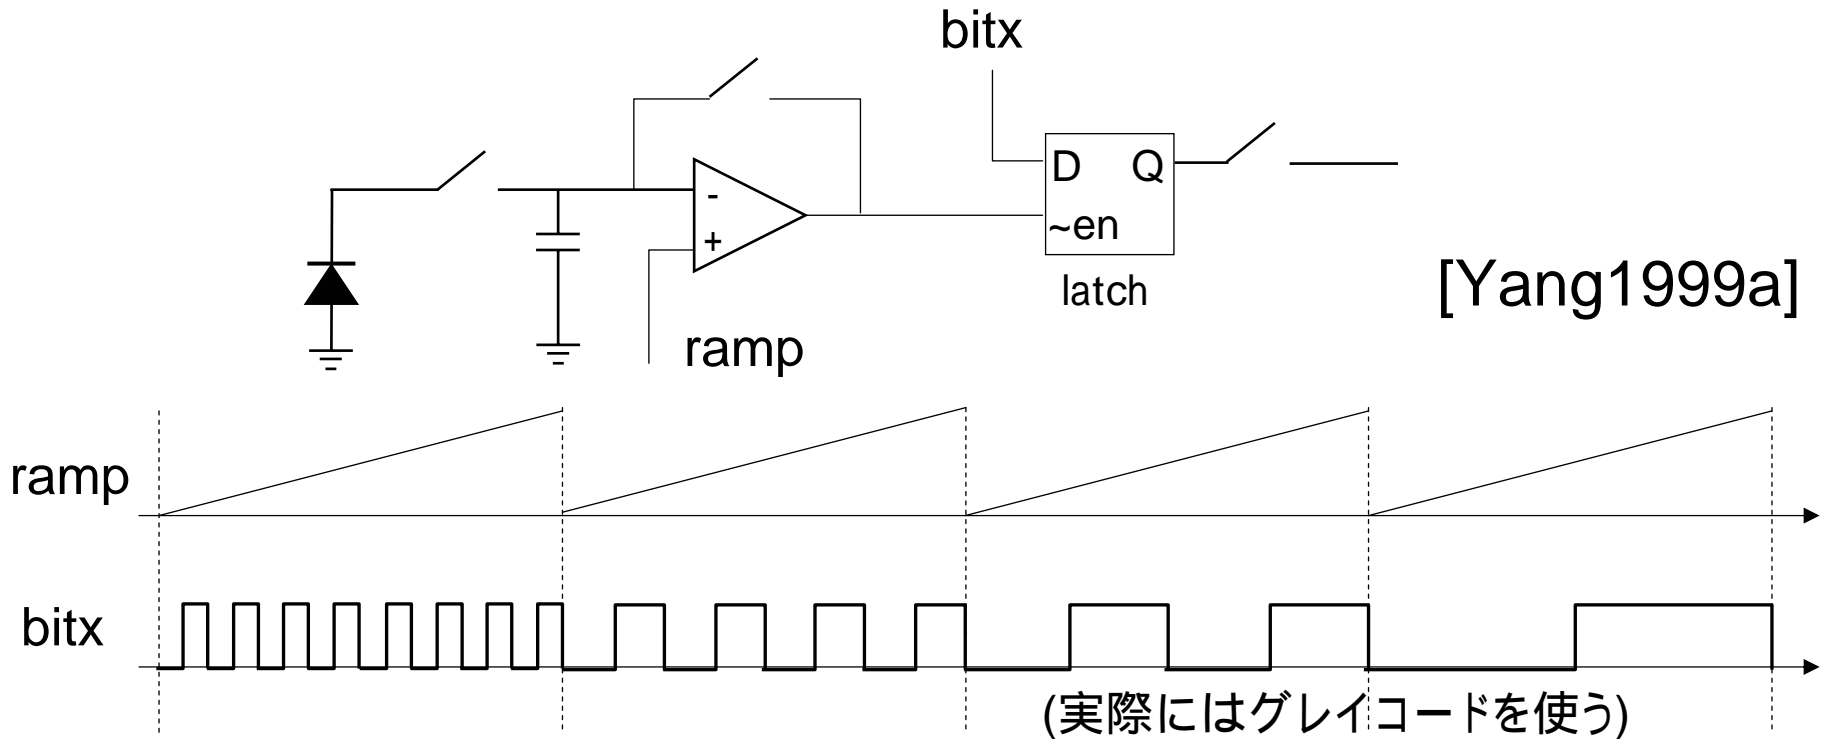 bitx
D Q
-
+
~en
latch
[Yang1999a]
ramp
ramp
bitx
(実際にはグレイコードを使う)